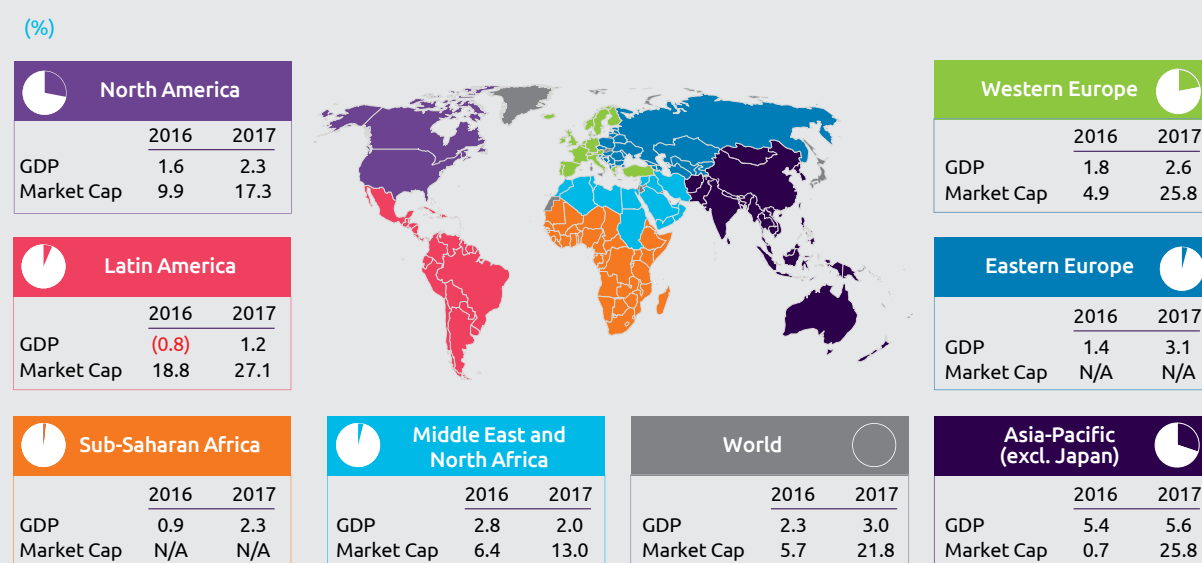 (%)
North America
2016 2017
GDP 1.6 2.3
Market Cap 9.9 17.3
Western Europe
2016 2017
GDP 1.8 2.6
Market Cap 4.9 25.8
Latin America
2016 2017
GDP (0.8) 1.2
Market Cap 18.8 27.1
Eastern Europe
2016 2017
GDP 1.4 3.1
Market Cap N/A N/A
Sub-Saharan Africa
2016 2017
GDP 0.9 2.3
Market Cap N/A N/A
Middle East and
North Africa
2016 2017
GDP 2.8 2.0
Market Cap 6.4 13.0
World
2016 2017
GDP 2.3 3.0
Market Cap 5.7 21.8
Asia-Pacific
(excl. Japan)
2016 2017
GDP 5.4 5.6
Market Cap 0.7 25.8